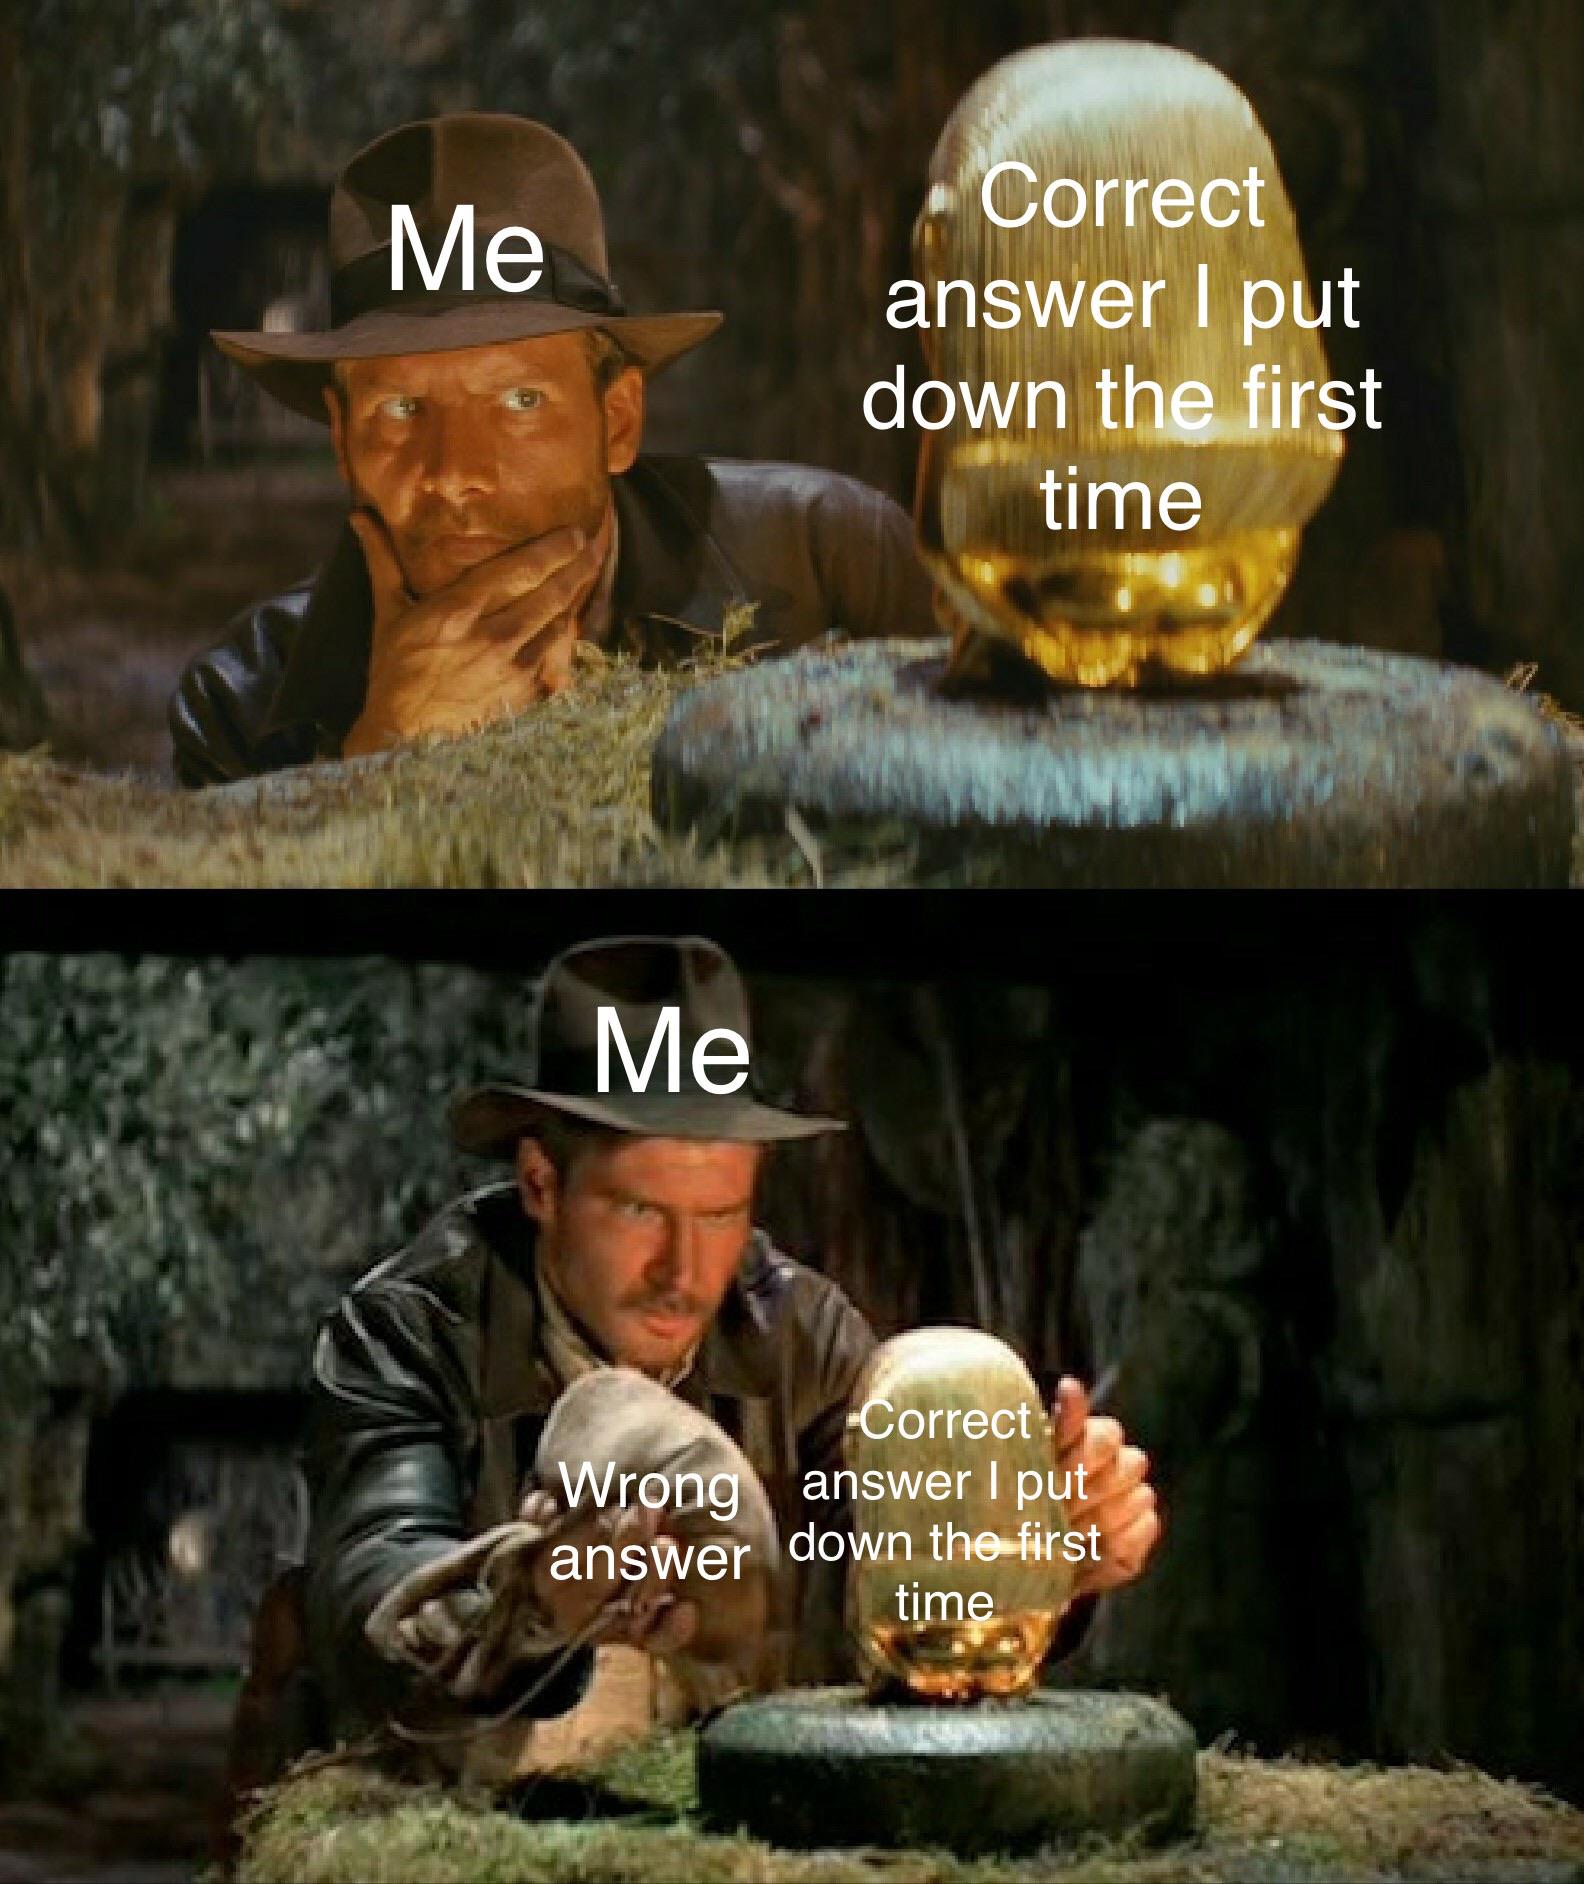 Me
Correct
answer I put
down the first
time
Me
Wrong
answer
Correct
answer I put
down the first
time